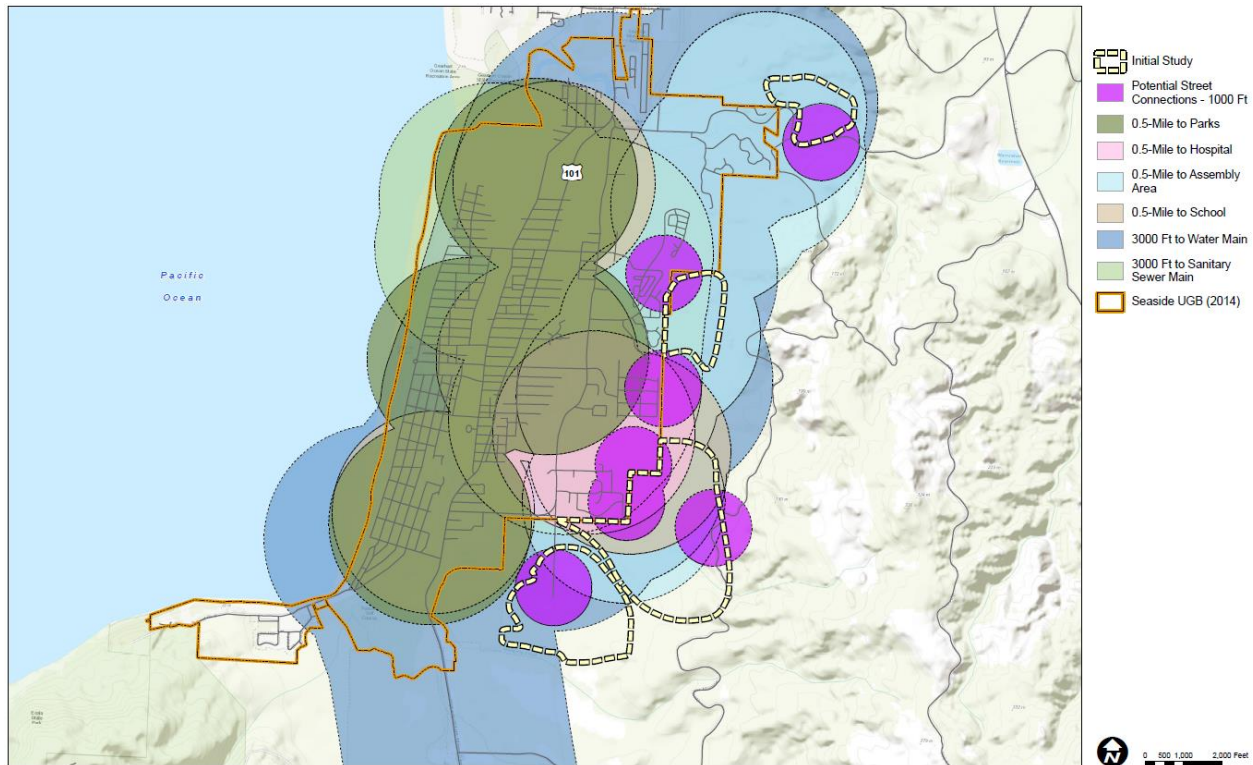 Pacific
Ocean
101
Initial Study
Potential Street
Connections - 1000 Ft
0.5-Mile to Parks
0.5-Mile to Hospital
0.5-Mile to Assembly
Area
0.5-Mile to School
3000 Ft to Water Main
3000 Ft to Sanitary
Sewer Main
Seaside UGB (2014)
N
0 500 1,000 2,000 Feet